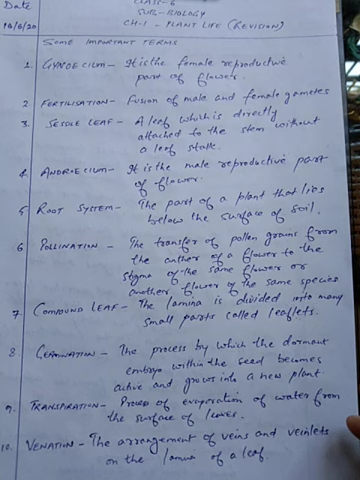 Date
CLASS-6
SUB-BIOLOGY
16/6/20
CH-1 - PLANT LIFE (REVISION)
SOME IMPORTANT TERMS
1. GYNOECIUM- It is the female reproductive
part of flower.
2. FERTILISATION- fusion of male and female gametes
3. SESSILE LEAF- A leaf which is directly
attached to the stem without
a leaf stalk.
4. ANDROECIUM- It is the male reproductive part
of flower.
5 ROOT SYSTEM- The part of a plant that lies
below the surface of soil.
6 POLLINATION - The transfer of pollen grains from
the anther of a flower to the
stigma of the same flower or
another flower of the same species
7 COMPOUND LEAF- The lamina is divided into many
small parts called leaflets.
8. GERMINATION- The process by which the dormant
embryo within the seed becomes
active and grows into a new plant.
9. TRANSPIRATION- Process of evaporation of water from
the surface of leaves.
10. VENATION- The arrangement of veins and veinlets
on the lamina of a leaf.